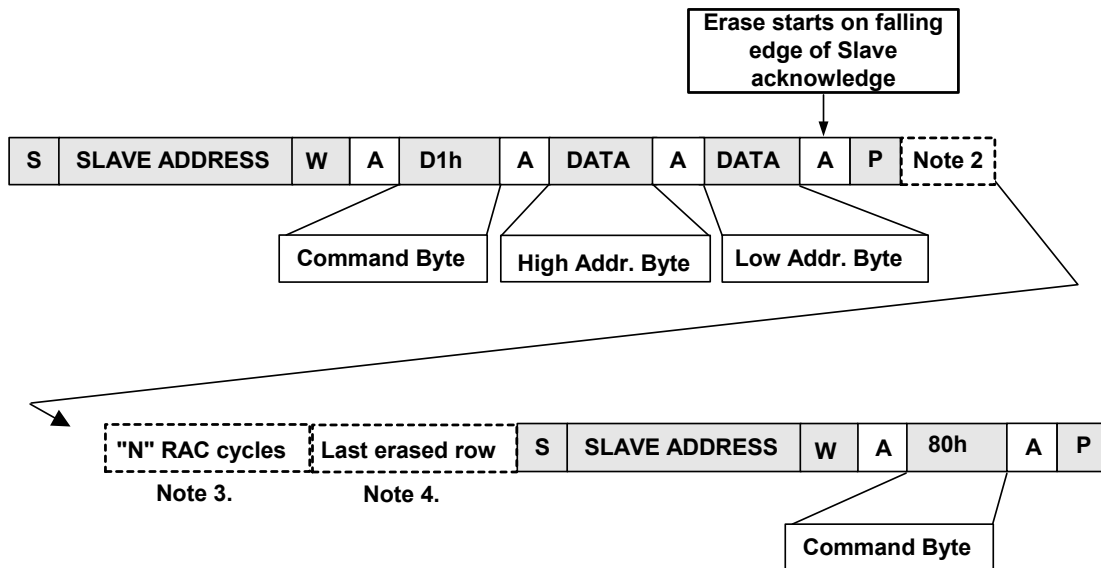 Erase starts on falling
edge of Slave
acknowledge
S SLAVE ADDRESS W A D1h A DATA A DATA A P Note 2
Command Byte High Addr. Byte Low Addr. Byte
"N" RAC cycles Last erased row S SLAVE ADDRESS W A 80h A P
Note 3. Note 4.
Command Byte